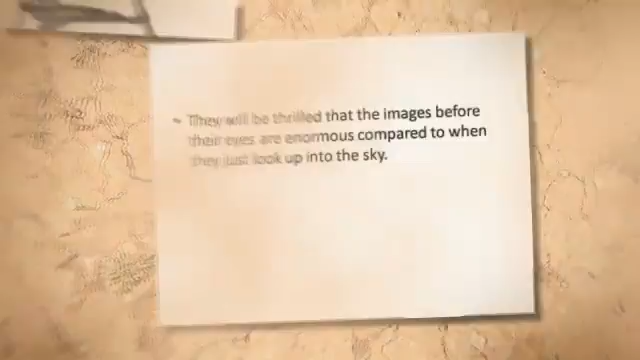 ~ They will be thrilled that the images before
their eyes are enormous compared to when
they just look up into the sky.